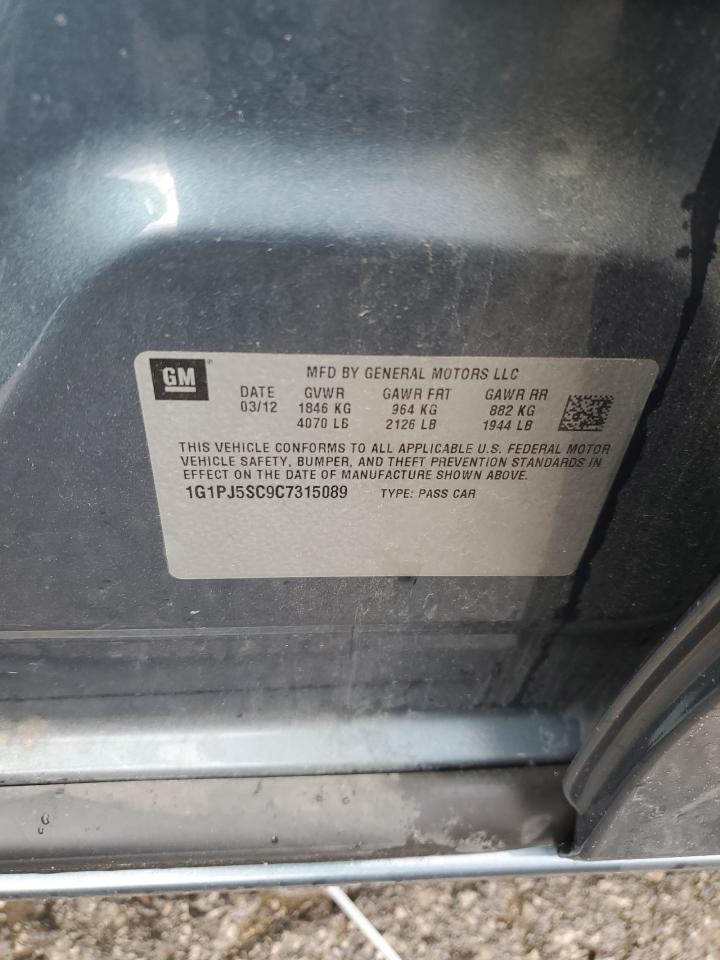 GM
MFD BY GENERAL MOTORS LLC
DATE GVWR GAWR FRT GAWR RR
03/12 1846 KG 964 KG 882 KG
4070 LB 2126 LB 1944 LB
THIS VEHICLE CONFORMS TO ALL APPLICABLE U.S. FEDERAL MOTOR
VEHICLE SAFETY, BUMPER, AND THEFT PREVENTION STANDARDS IN
EFFECT ON THE DATE OF MANUFACTURE SHOWN ABOVE.
1G1PJ5SC9C7315089 TYPE: PASS CAR